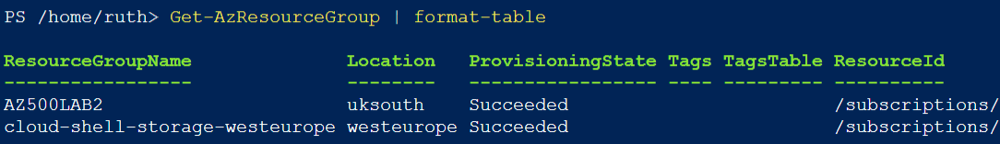 PS /home/ruth> Get-AzResourceGroup | format-table
ResourceGroupName Location ProvisioningState Tags TagsTable ResourceId
----------------- -------- ----------------- ---- --------- ----------
AZ500LAB2 uksouth Succeeded /subscriptions/
cloud-shell-storage-westeurope westeurope Succeeded /subscriptions/